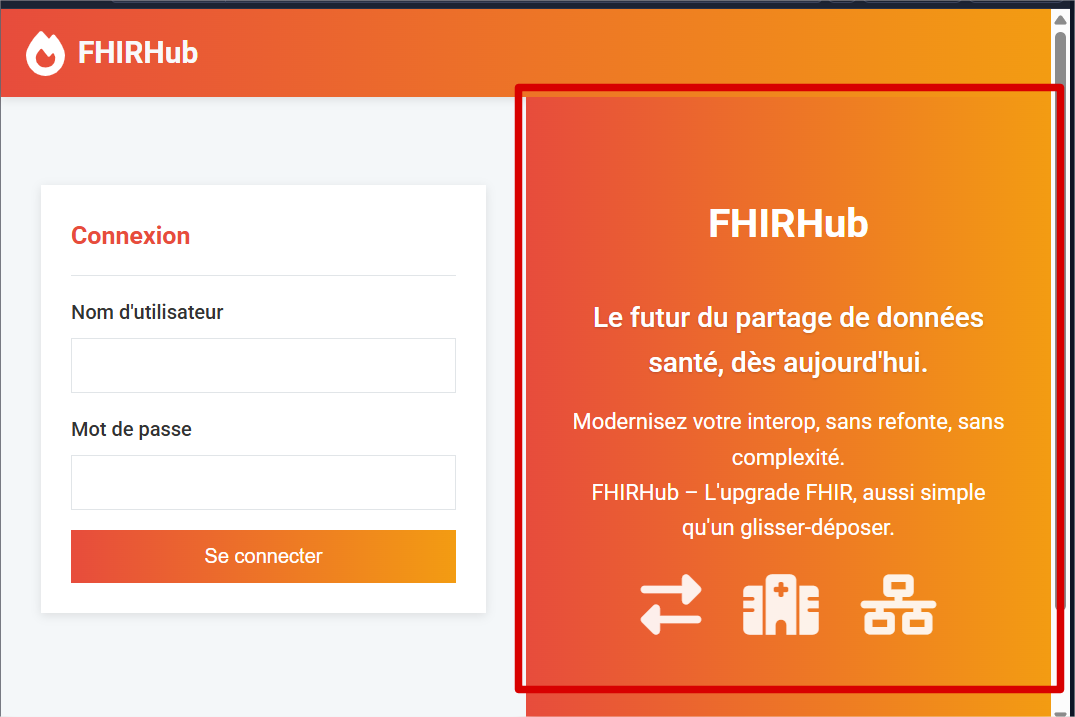 FHIRHub
Connexion
Nom d'utilisateur
Mot de passe
Se connecter
FHIRHub
Le futur du partage de données
santé, dès aujourd'hui.
Modernisez votre interop, sans refonte, sans
complexité.
FHIRHub – L'upgrade FHIR, aussi simple
qu'un glisser-déposer.